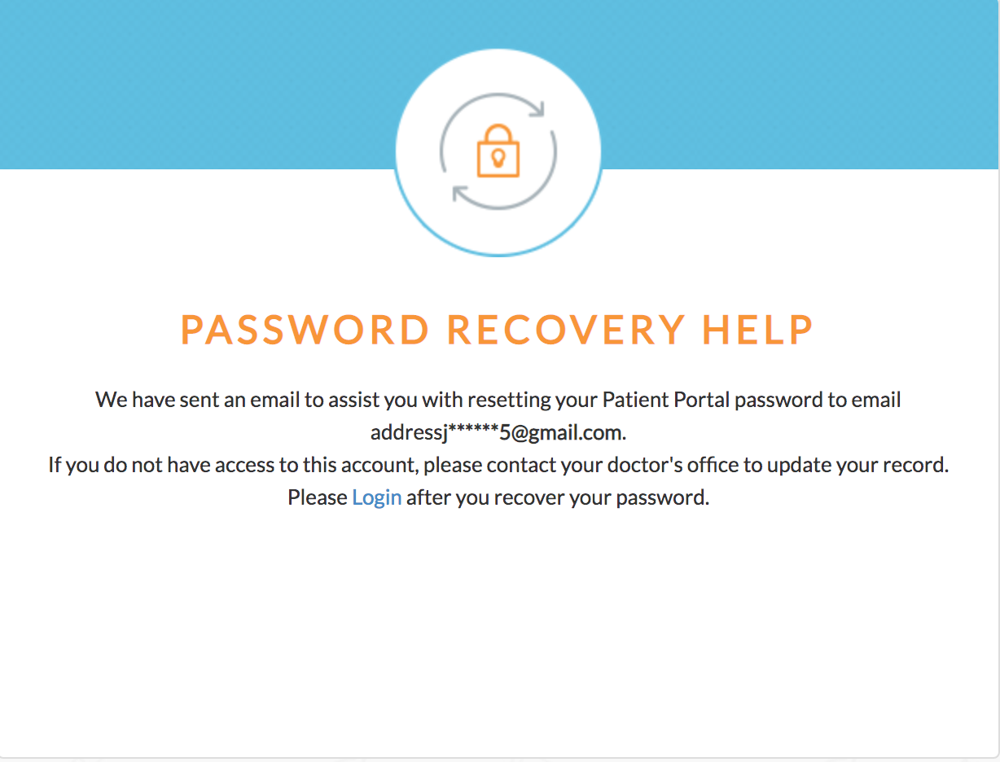 PASSWORD RECOVERY HELP
We have sent an email to assist you with resetting your Patient Portal password to email
addressj******5@gmail.com.
If you do not have access to this account, please contact your doctor's office to update your record.
Please Login after you recover your password.